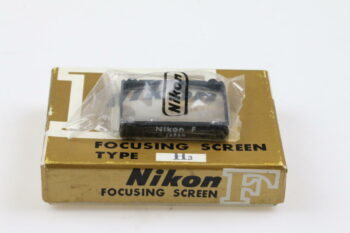 Nikon
Nikon F
JAPAN
FOCUSING SCREEN
TYPE H3
Nikon F
FOCUSING SCREEN